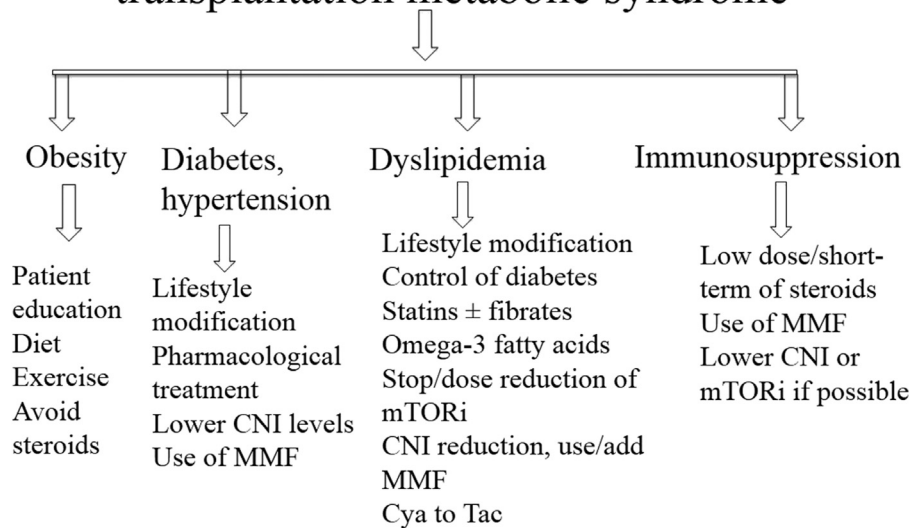 transplantation metabolic syndrome
Obesity
Patient
education
Diet
Exercise
Avoid
steroids
Diabetes,
hypertension
Lifestyle
modification
Pharmacological
treatment
Lower CNI levels
Use of MMF
Dyslipidemia
Lifestyle modification
Control of diabetes
Statins ± fibrates
Omega-3 fatty acids
Stop/dose reduction of
mTORi
CNI reduction, use/add
MMF
Cya to Tac
Immunosuppression
Low dose/short-
term of steroids
Use of MMF
Lower CNI or
mTORi if possible